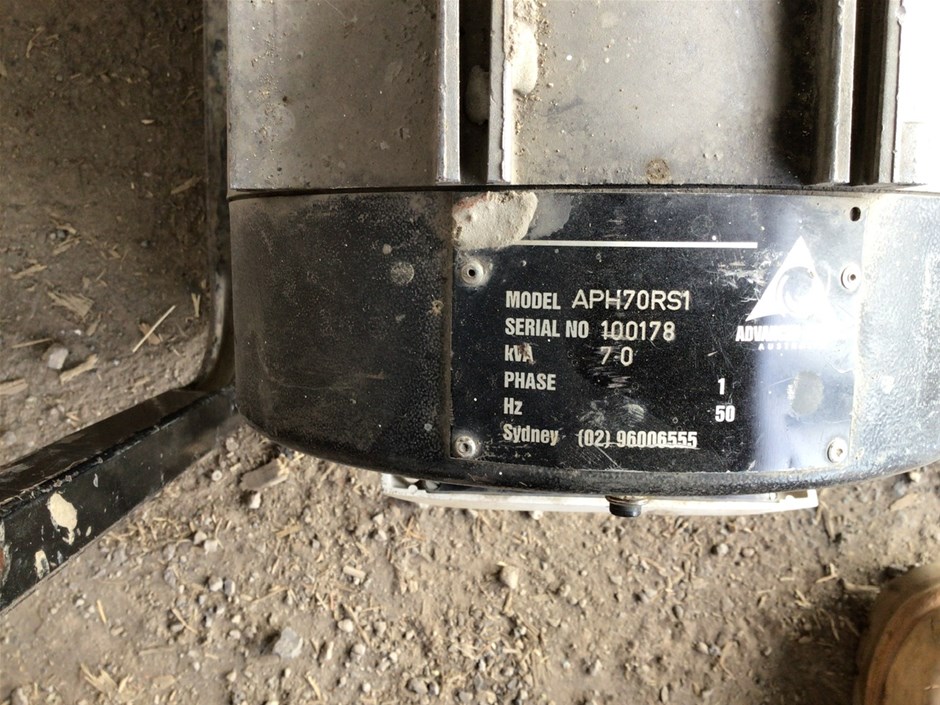 MODEL APH70RS1
SERIAL NO 100178
kVA 7·0
PHASE 1
Hz 50
Sydney (02) 96006555